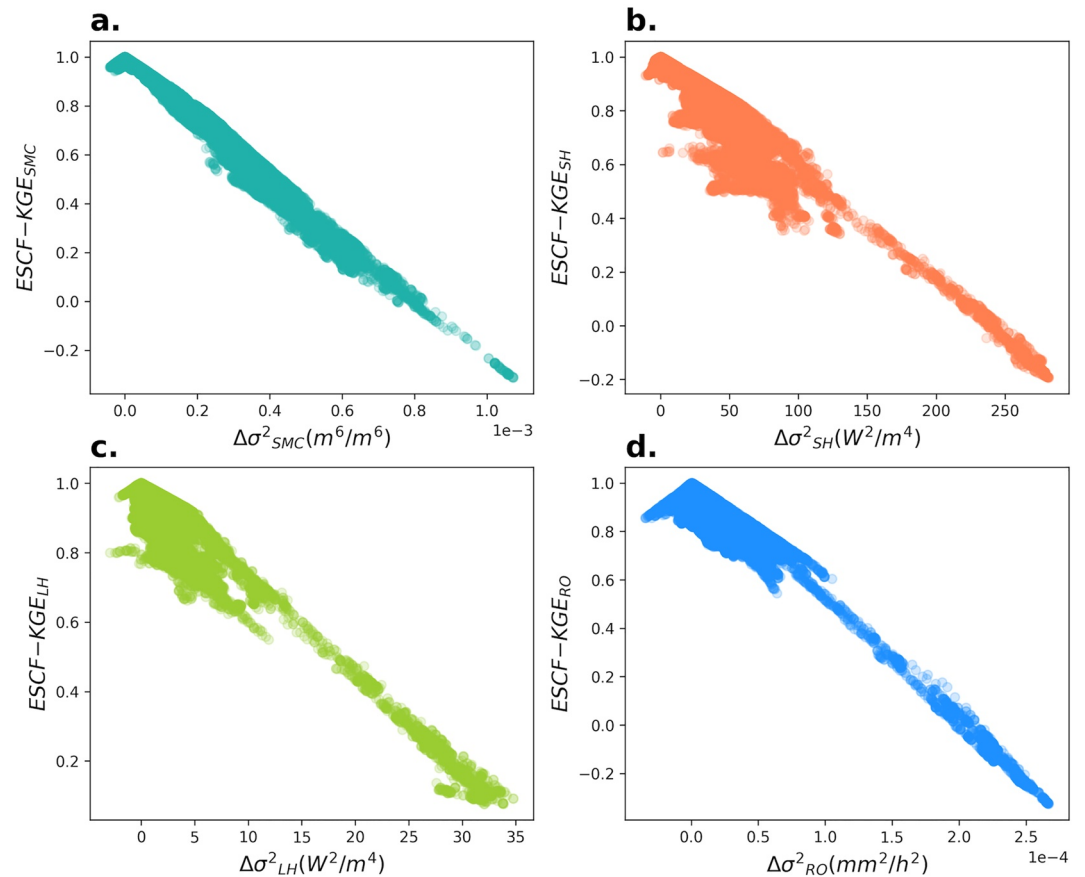 a.
1.0
0.8
0.6
0.4
0.2
0.0
−0.2
ESCF−KGE_SMC
0.0 0.2 0.4 0.6 0.8 1.0
1e−3
Δσ²_SMC(m⁶/m⁶)
b.
1.0
0.8
0.6
0.4
0.2
0.0
−0.2
ESCF−KGE_SH
0 50 100 150 200 250
Δσ²_SH(W²/m⁴)
c.
1.0
0.8
0.6
0.4
0.2
ESCF−KGE_LH
0 5 10 15 20 25 30 35
Δσ²_LH(W²/m⁴)
d.
1.0
0.8
0.6
0.4
0.2
0.0
−0.2
ESCF−KGE_RO
0.0 0.5 1.0 1.5 2.0 2.5
1e−4
Δσ²_RO(mm²/h²)